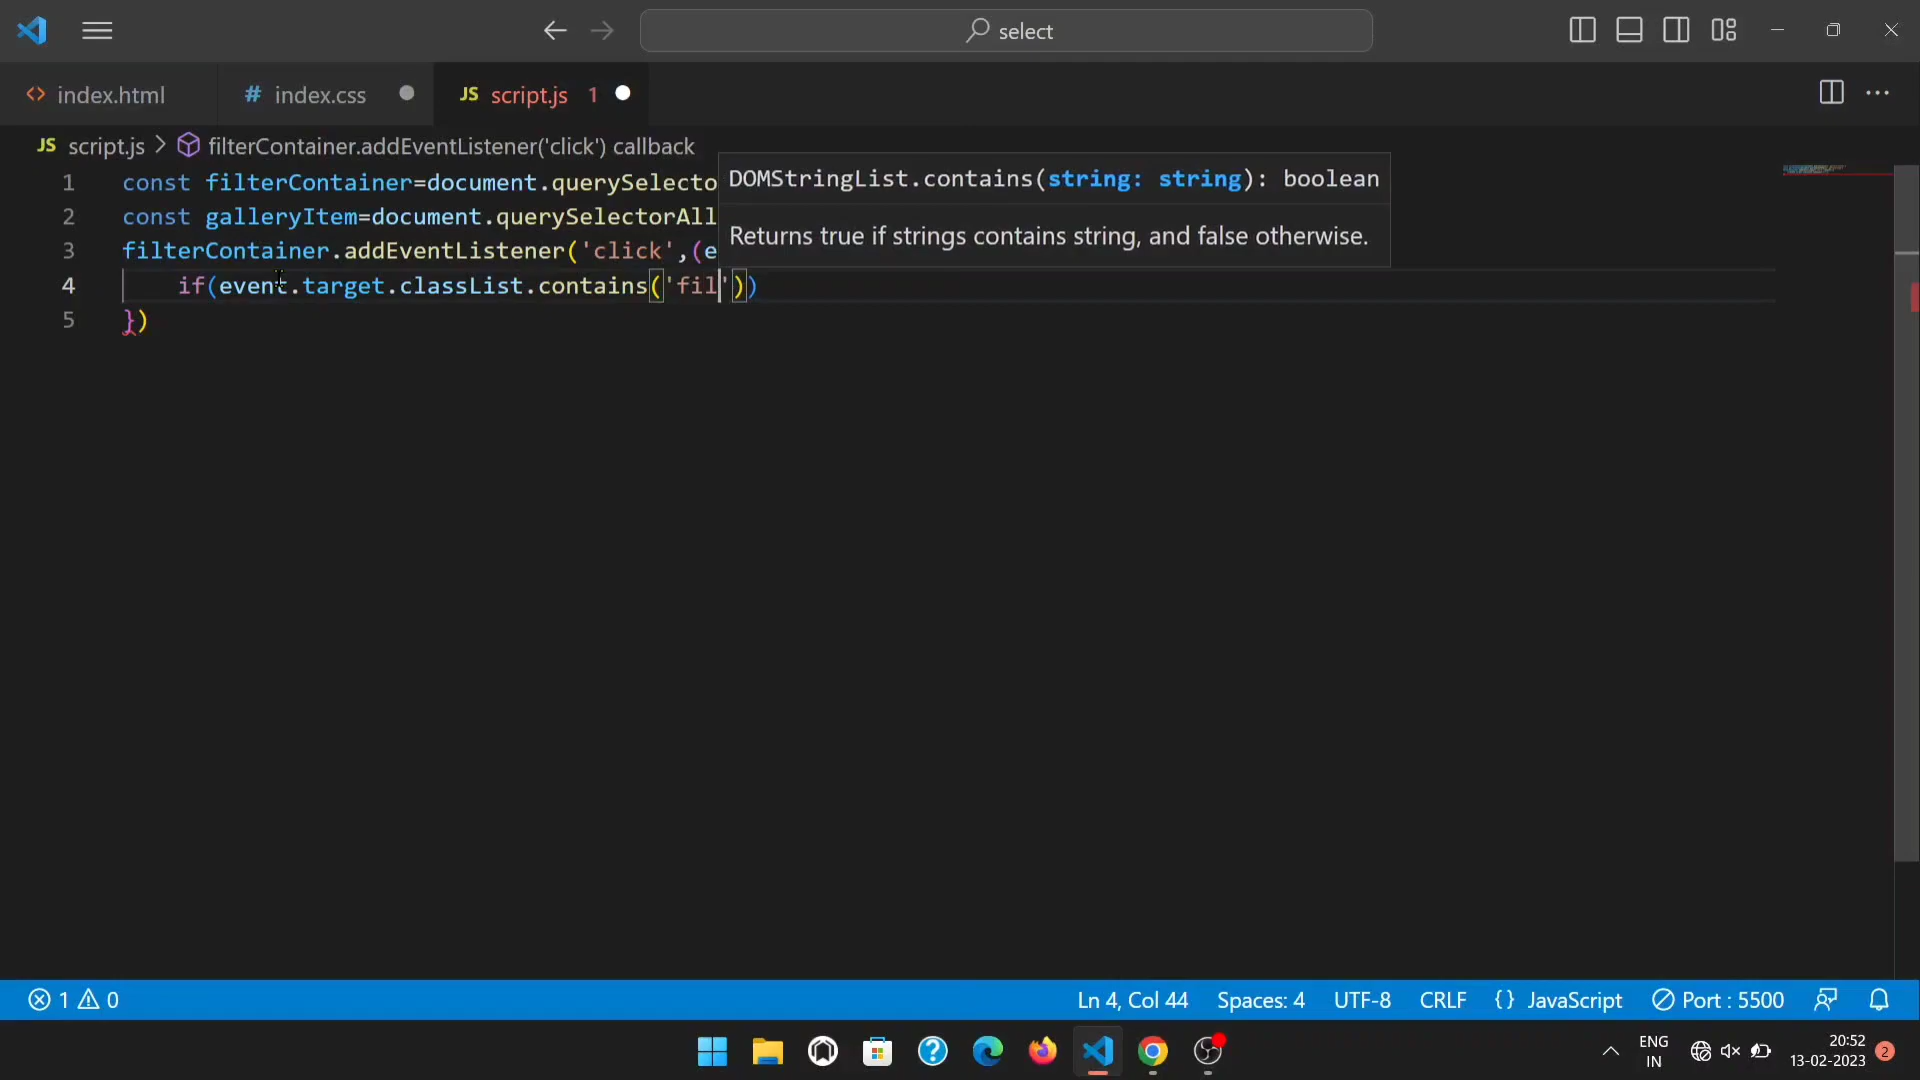 select
index.html
# index.css
JS script.js 1
JS script.js > filterContainer.addEventListener('click') callback
DOMStringList.contains(string: string): boolean
Returns true if strings contains string, and false otherwise.
1 const filterContainer=document.querySelecto
2 const galleryItem=document.querySelectorAll
3 filterContainer.addEventListener('click',(e
4 if(event.target.classList.contains('fil'))
5 })
1 0
Ln 4, Col 44 Spaces: 4 UTF-8 CRLF {} JavaScript Port : 5500
ENG
IN
20:52
13-02-2023
2